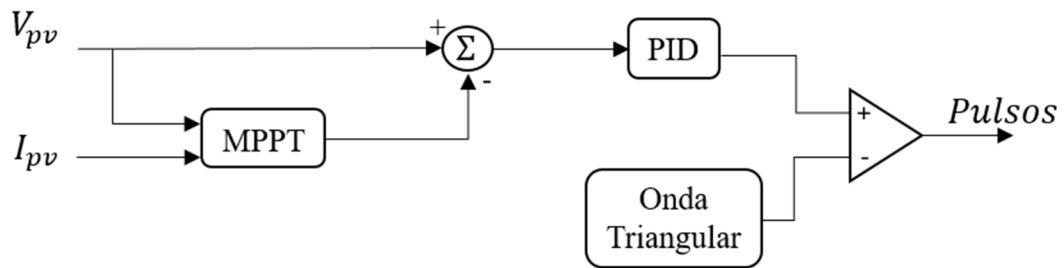 V_pv
+
Σ
-
PID
I_pv
MPPT
+
-
Pulsos
Onda
Triangular